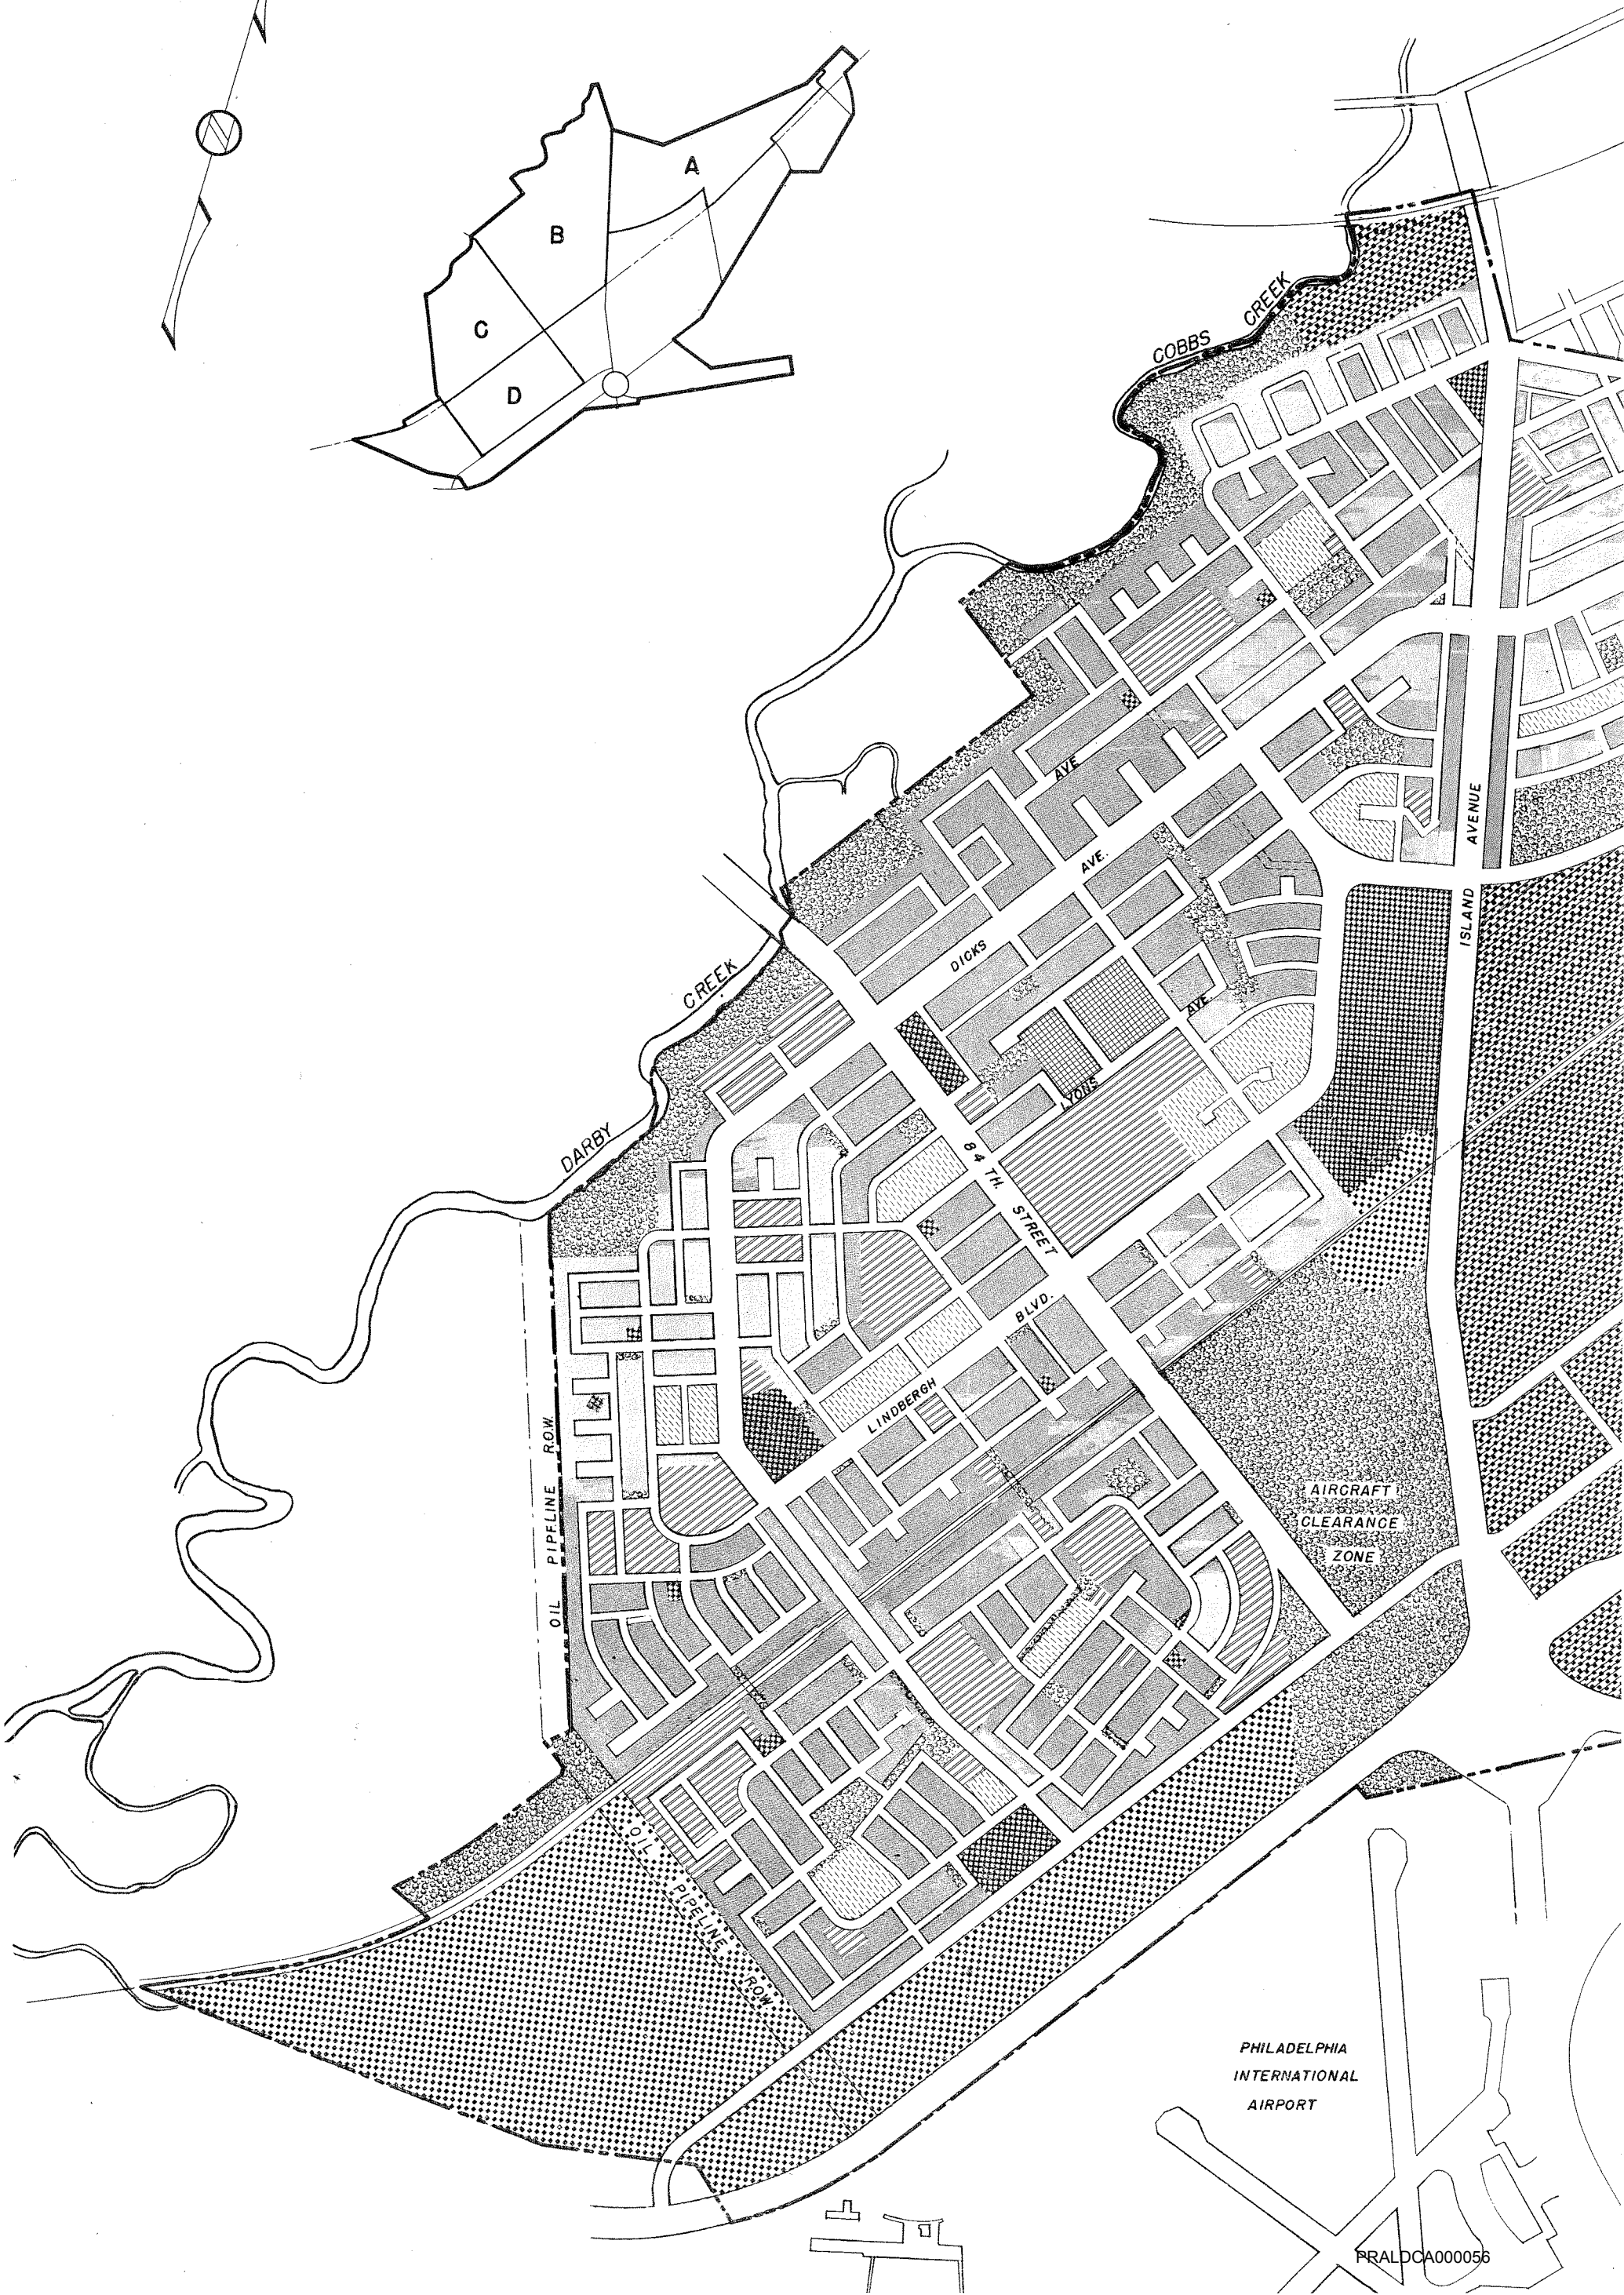 N
A
B
C
D
COBBS CREEK
AVE
AVE.
DICKS
AVENUE
ISLAND
CREEK
DARBY
AVE.
LYONS
84 TH. STREET
BLVD.
LINDBERGH
OIL PIPELINE R.O.W.
AIRCRAFT
CLEARANCE
ZONE
OIL PIPELINE ROW
PHILADELPHIA
INTERNATIONAL
AIRPORT
PRALDCA000056